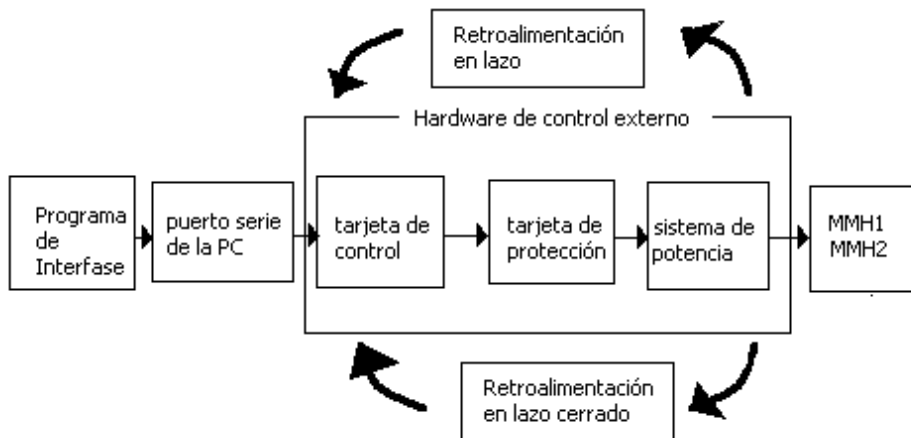 Retroalimentación
en lazo
Hardware de control externo
Programa
de
Interfase
puerto serie
de la PC
tarjeta de
control
tarjeta de
protección
sistema de
potencia
MMH1
MMH2
Retroalimentación
en lazo cerrado